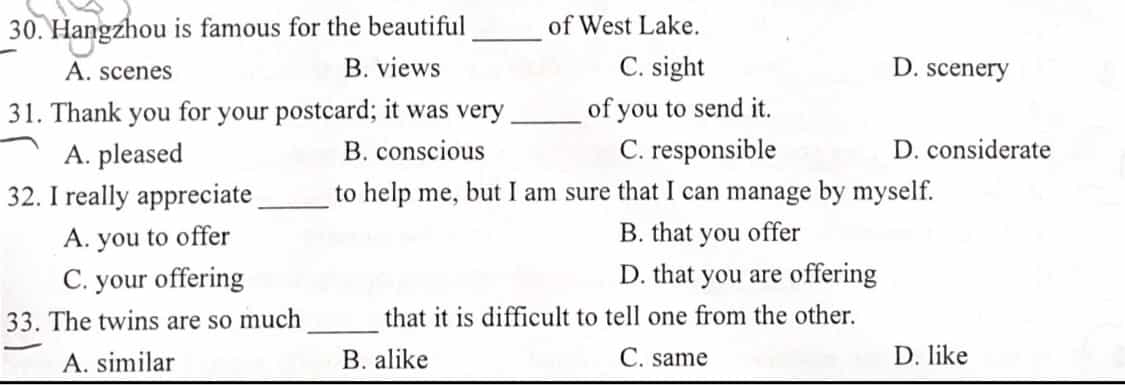 30. Hangzhou is famous for the beautiful _____ of West Lake.
A. scenes B. views C. sight D. scenery
31. Thank you for your postcard; it was very _____ of you to send it.
A. pleased B. conscious C. responsible D. considerate
32. I really appreciate _____ to help me, but I am sure that I can manage by myself.
A. you to offer B. that you offer
C. your offering D. that you are offering
33. The twins are so much _____ that it is difficult to tell one from the other.
A. similar B. alike C. same D. like